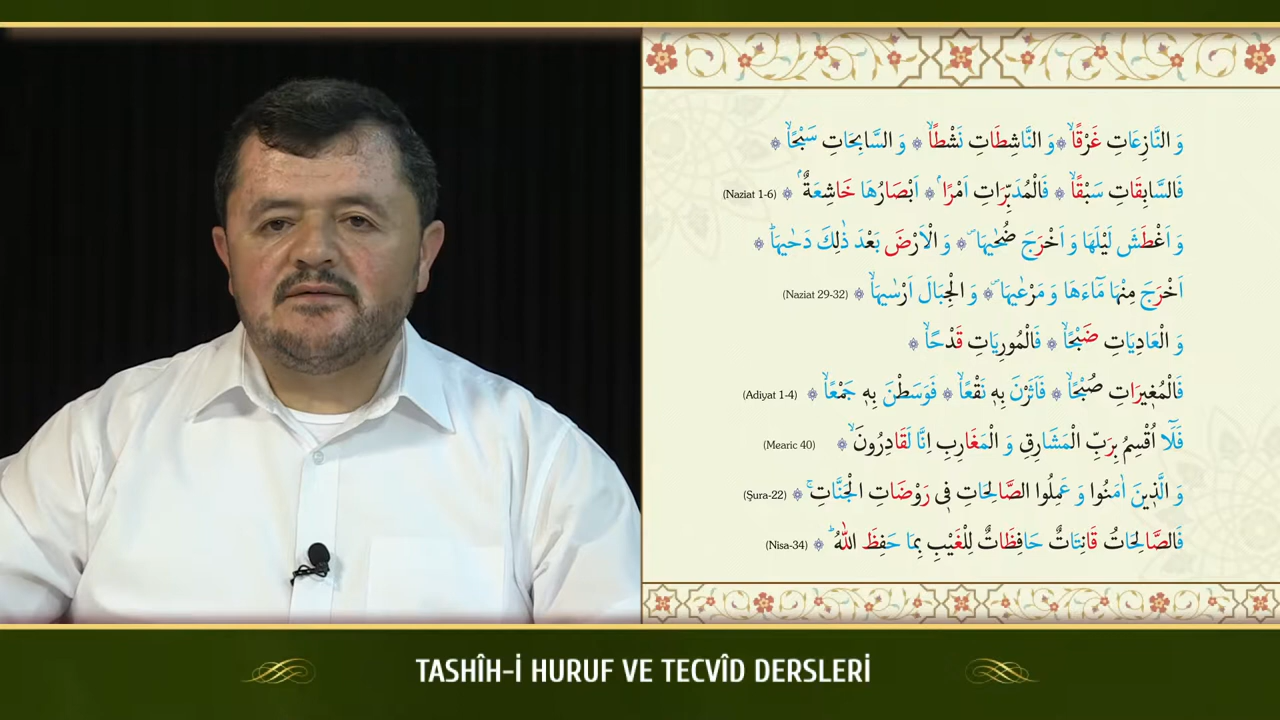 وَ النَّازِعَاتِ غَرْقًاۙ ۞ وَ النَّاشِطَاتِ نَشْطًاۙ ۞ وَ السَّابِحَاتِ سَبْحًاۙ ۞
فَالسَّابِقَاتِ سَبْقًاۙ ۞ فَالْمُدَبِّرَاتِ اَمْرًاۢ ۞ اَبْصَارُهَا خَاشِعَةٌۢ ۞ (Naziat 1-6)
وَ اَغْطَشَ لَيْلَهَا وَ اَخْرَجَ ضُحٰيهَاۖ ۞ وَ الْاَرْضَ بَعْدَ ذٰلِكَ دَحٰيهَاۜ ۞
اَخْرَجَ مِنْهَا مَٓاءَهَا وَ مَرْعٰيهَاۖ ۞ وَ الْجِبَالَ اَرْسٰيهَاۙ ۞ (Naziat 29-32)
وَ الْعَادِيَاتِ ضَبْحًاۙ ۞ فَالْمُورِيَاتِ قَدْحًاۙ ۞
فَالْمُغ۪يرَاتِ صُبْحًاۙ ۞ فَاَثَرْنَ بِه۪ نَقْعًاۙ ۞ فَوَسَطْنَ بِه۪ جَمْعًاۙ ۞ (Adiyat 1-4)
فَلَٓا اُقْسِمُ بِرَبِّ الْمَشَارِقِ وَ الْمَغَارِبِ اِنَّا لَقَادِرُونَۙ ۞ (Mearic 40)
وَ الَّذ۪ينَ اٰمَنُوا وَ عَمِلُوا الصَّالِحَاتِ ف۪ى رَوْضَاتِ الْجَنَّاتِۚ ۞ (Şura-22)
فَالصَّالِحَاتُ قَانِتَاتٌ حَافِظَاتٌ لِلْغَيْبِ بِمَا حَفِظَ اللّٰهُۜ ۞ (Nisa-34)
TASHÎH-İ HURUF VE TECVÎD DERSLERİ